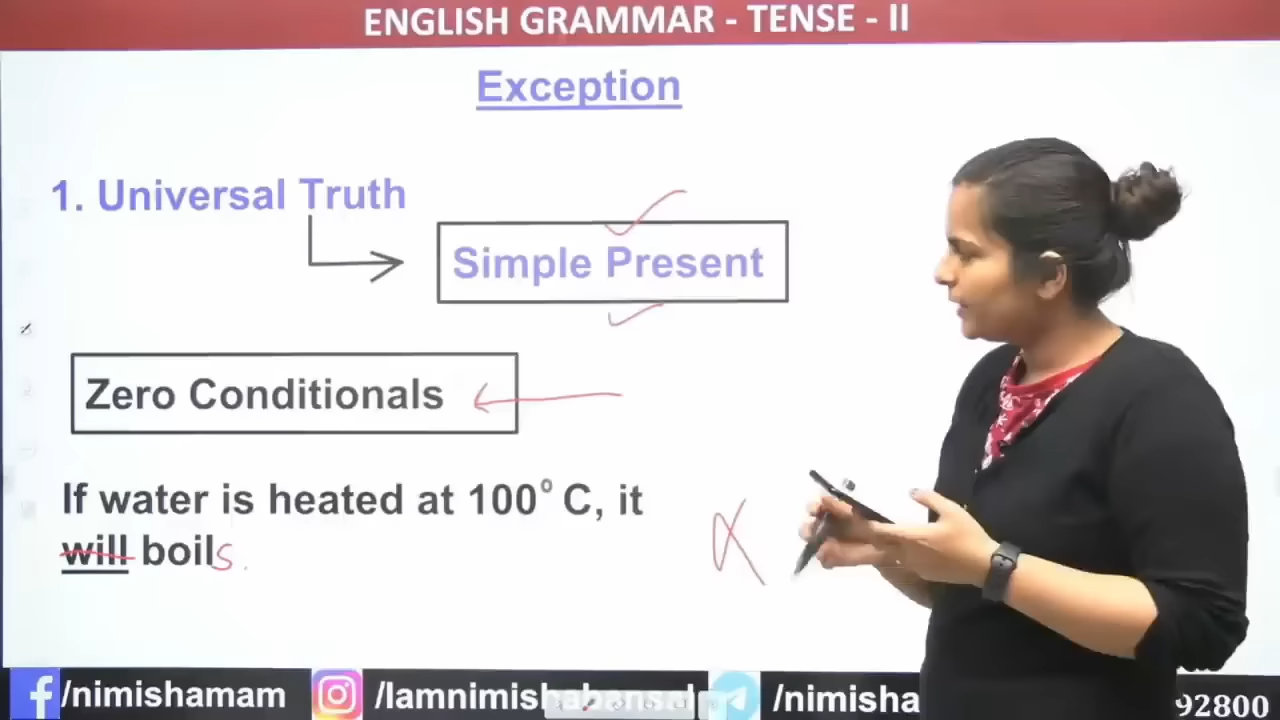 ENGLISH GRAMMAR - TENSE - II
Exception
1. Universal Truth
Simple Present
Zero Conditionals
If water is heated at 100° C, it
will boils.
/nimishamam
/Iamnimishabansal
/nimisha
92800